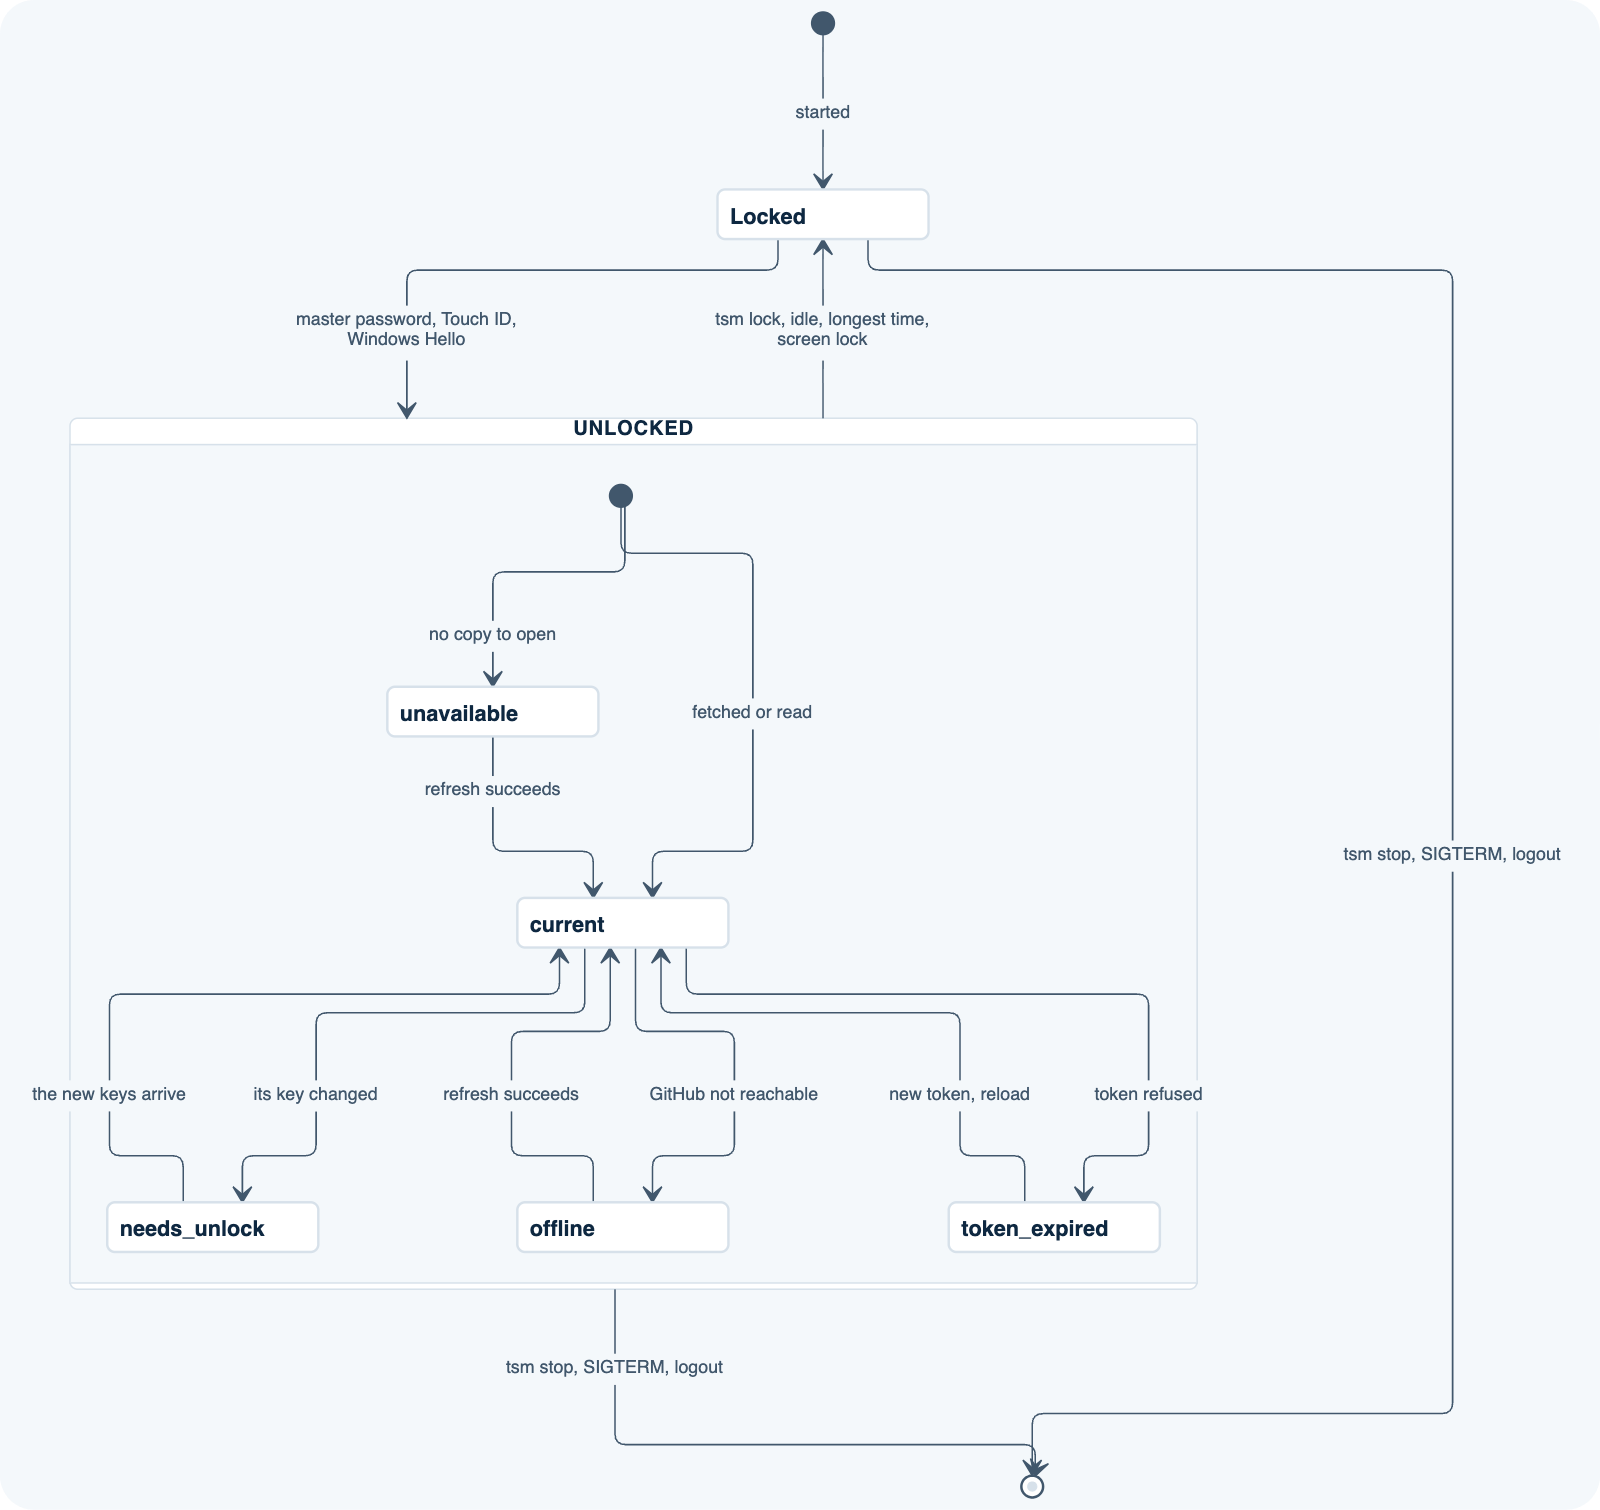 started
Locked
master password, Touch ID,
Windows Hello
tsm lock, idle, longest time,
screen lock
UNLOCKED
no copy to open
unavailable
fetched or read
refresh succeeds
tsm stop, SIGTERM, logout
current
the new keys arrive
its key changed
refresh succeeds
GitHub not reachable
new token, reload
token refused
needs_unlock
offline
token_expired
tsm stop, SIGTERM, logout